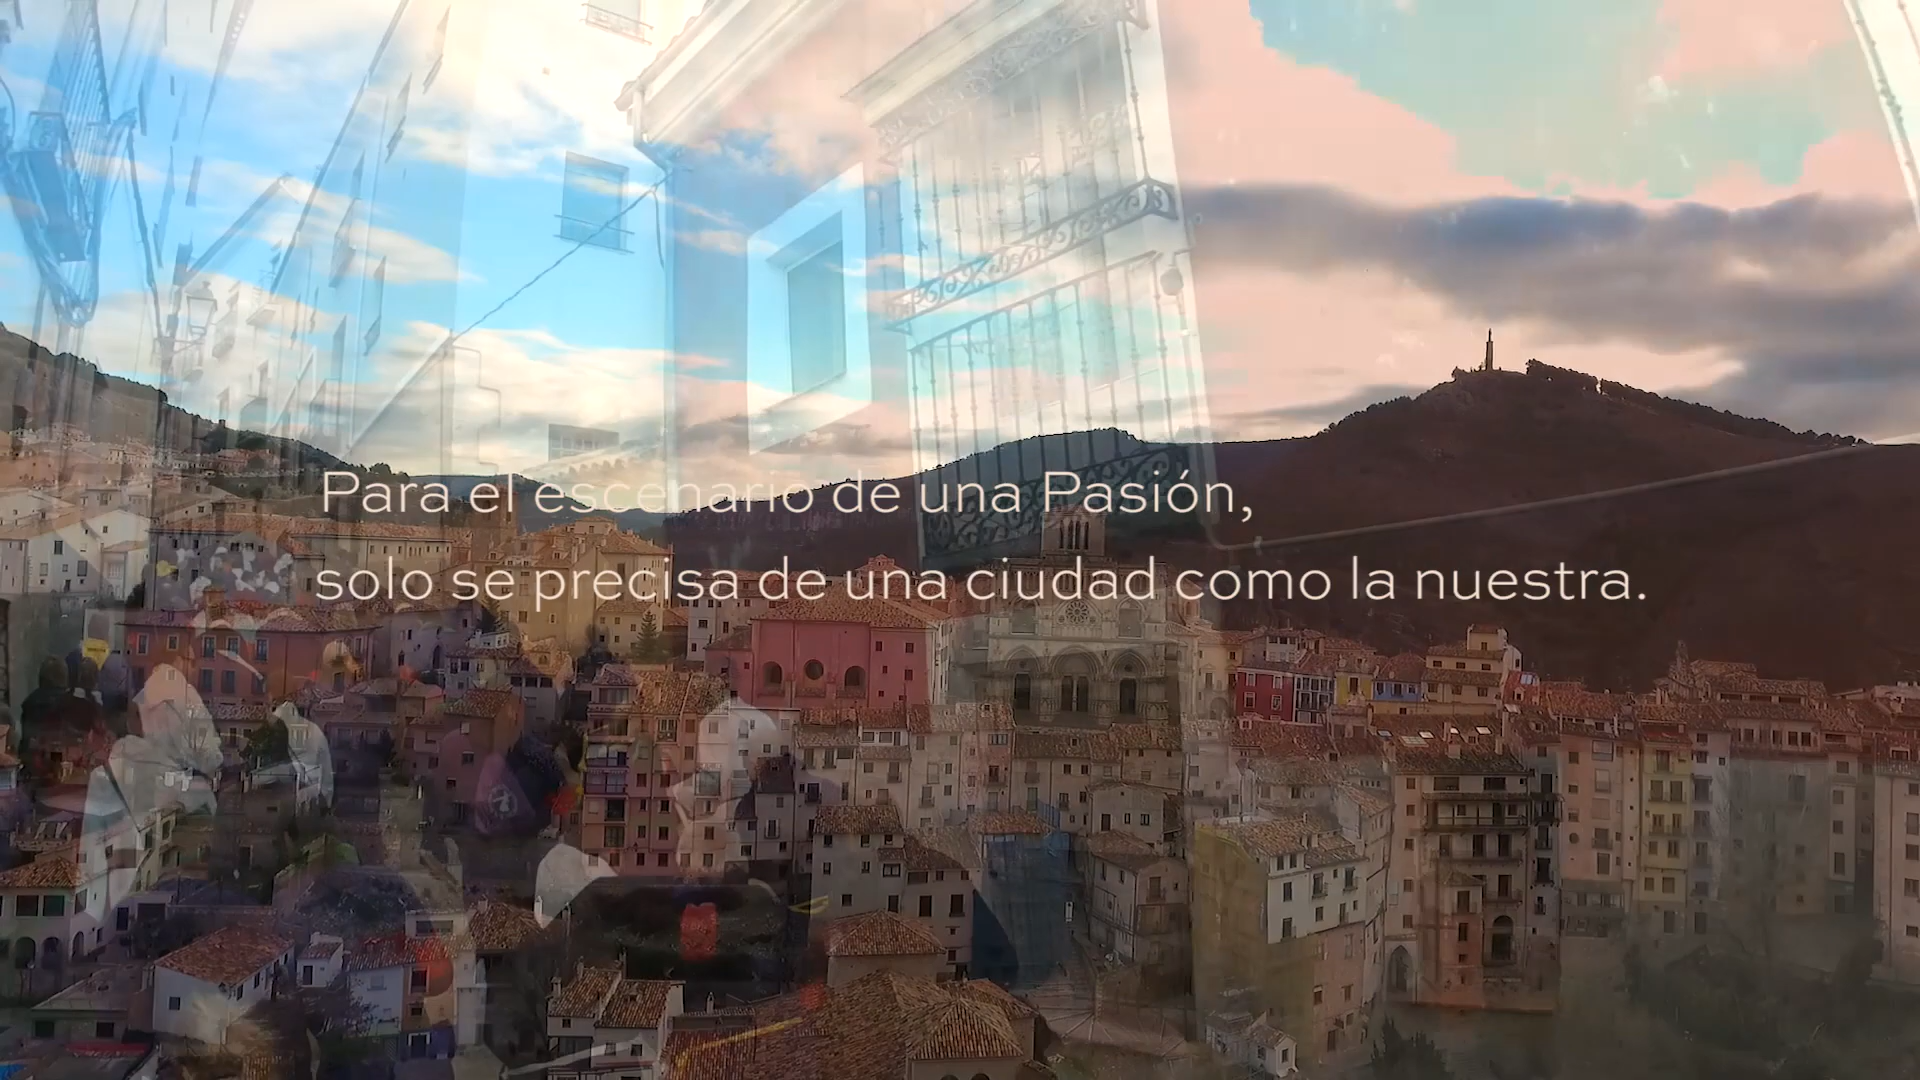 Para el escenario de una Pasión,
solo se precisa de una ciudad como la nuestra.